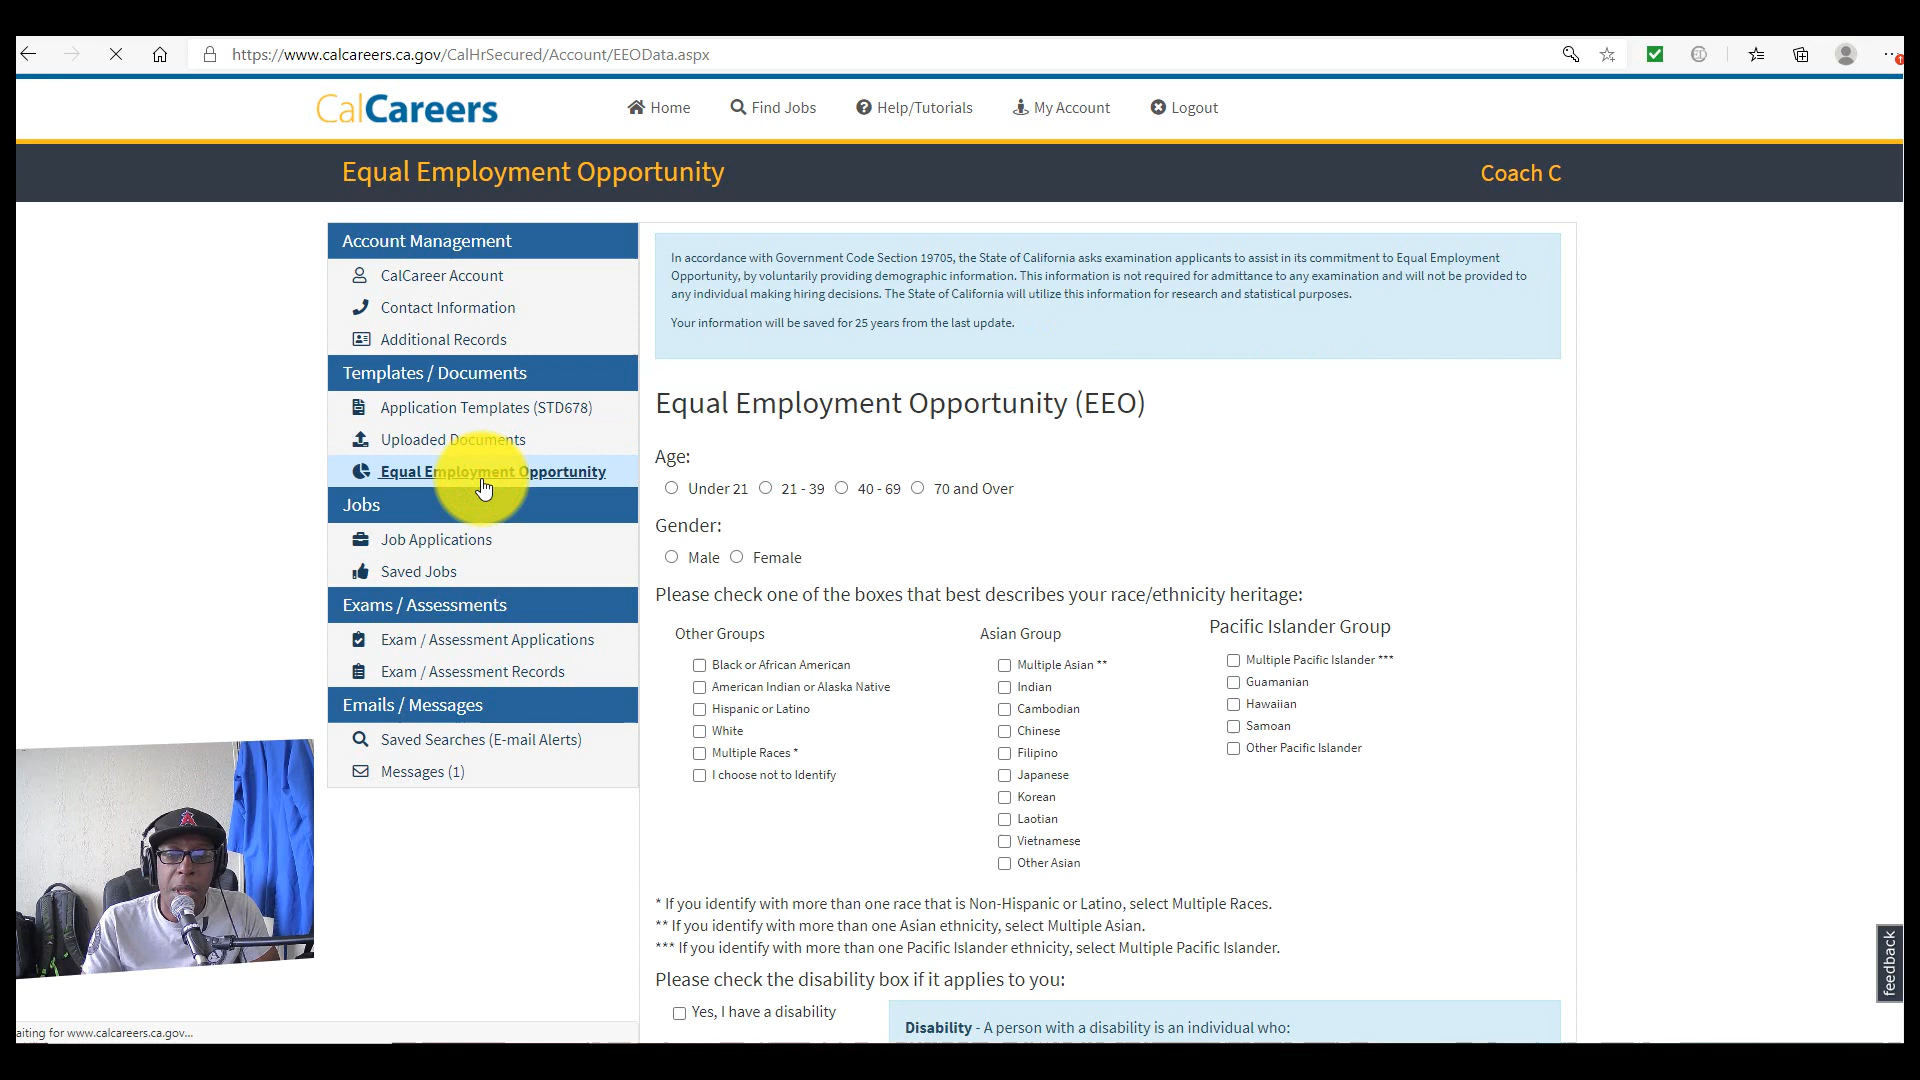 https://www.calcareers.ca.gov/CalHrSecured/Account/EEOData.aspx
CalCareers
Home
Find Jobs
Help/Tutorials
My Account
Logout
Equal Employment Opportunity
Coach C
Account Management
CalCareer Account
Contact Information
Additional Records
Templates / Documents
Application Templates (STD678)
Uploaded Documents
Equal Employment Opportunity
Jobs
Job Applications
Saved Jobs
Exams / Assessments
Exam / Assessment Applications
Exam / Assessment Records
Emails / Messages
Saved Searches (E-mail Alerts)
Messages (1)
In accordance with Government Code Section 19705, the State of California asks examination applicants to assist in its commitment to Equal Employment
Opportunity, by voluntarily providing demographic information. This information is not required for admittance to any examination and will not be provided to
any individual making hiring decisions. The State of California will utilize this information for research and statistical purposes.
Your information will be saved for 25 years from the last update.
Equal Employment Opportunity (EEO)
Age:
Under 21 21 - 39 40 - 69 70 and Over
Gender:
Male Female
Please check one of the boxes that best describes your race/ethnicity heritage:
Other Groups
Black or African American
American Indian or Alaska Native
Hispanic or Latino
White
Multiple Races *
I choose not to Identify
Asian Group
Multiple Asian **
Indian
Cambodian
Chinese
Filipino
Japanese
Korean
Laotian
Vietnamese
Other Asian
Pacific Islander Group
Multiple Pacific Islander ***
Guamanian
Hawaiian
Samoan
Other Pacific Islander
* If you identify with more than one race that is Non-Hispanic or Latino, select Multiple Races.
** If you identify with more than one Asian ethnicity, select Multiple Asian.
*** If you identify with more than one Pacific Islander ethnicity, select Multiple Pacific Islander.
Please check the disability box if it applies to you:
Yes, I have a disability
Disability - A person with a disability is an individual who:
feedback
A
aiting for www.calcareers.ca.gov...